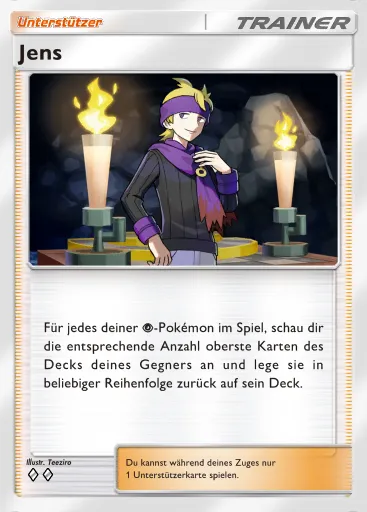 Unterstützer
TRAINER
Jens
Für jedes deiner -Pokémon im Spiel, schau dir
die entsprechende Anzahl oberste Karten des
Decks deines Gegners an und lege sie in
beliebiger Reihenfolge zurück auf sein Deck.
Illustr. Teeziro
Du kannst während deines Zuges nur
1 Unterstützerkarte spielen.